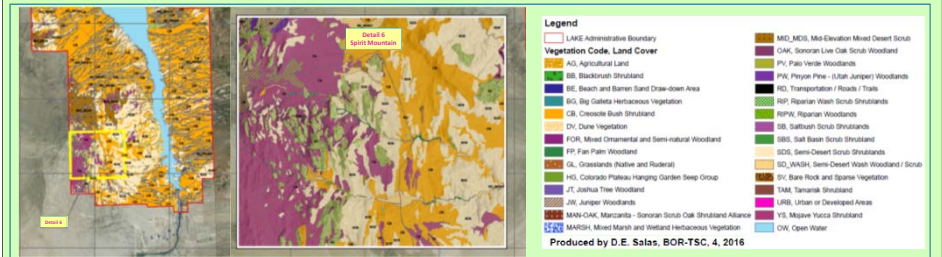 Detail 6
Detail 6
Spirit Mountain
Legend
LAKE Administrative Boundary
Vegetation Code, Land Cover
AG, Agricultural Land
BB, Blackbrush Shrubland
BE, Beach and Barren Sand Draw-down Area
BG, Big Galleta Herbaceous Vegetation
CB, Creosote Bush Shrubland
DV, Dune Vegetation
FOR, Mixed Ornamental and Semi-natural Woodland
FP, Fan Palm Woodland
GL, Grasslands (Native and Ruderal)
HG, Colorado Plateau Hanging Garden Seep Group
JT, Joshua Tree Woodland
JW, Juniper Woodlands
MAN-OAK, Manzanita - Sonoran Scrub Oak Shrubland Alliance
MARSH, Mixed Marsh and Wetland Herbaceous Vegetation
MID_MDS, Mid-Elevation Mixed Desert Scrub
OAK, Sonoran Live Oak Scrub Woodland
PV, Palo Verde Woodlands
PW, Pinyon Pine - (Utah Juniper) Woodlands
RD, Transportation / Roads / Trails
RIP, Riparian Wash Scrub Shrublands
RIPW, Riparian Woodlands
SB, Saltbush Scrub Shrublands
SBS, Salt Basin Scrub Shrubland
SDS, Semi-Desert Scrub Shrublands
SD_WASH, Semi-Desert Wash Woodland / Scrub
SV, Bare Rock and Sparse Vegetation
TAM, Tamarisk Shrubland
URB, Urban or Developed Areas
YS, Mojave Yucca Shrubland
OW, Open Water
Produced by D.E. Salas, BOR-TSC, 4, 2016